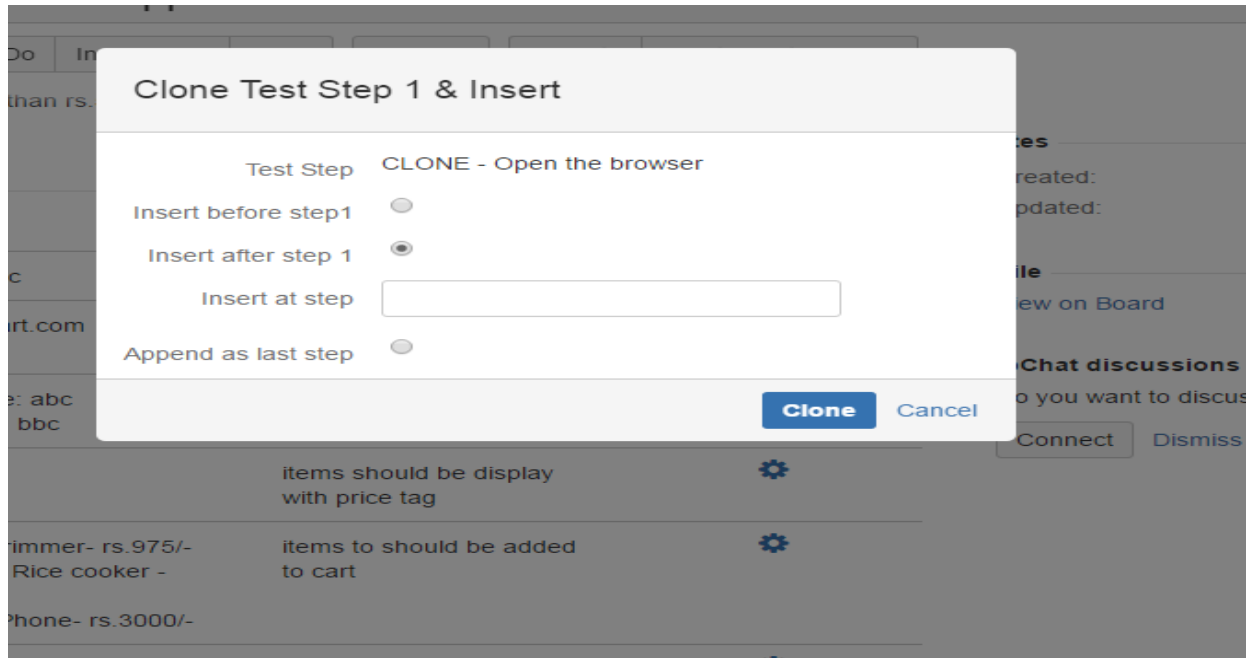 Do
In
than rs.
Clone Test Step 1 & Insert
Test Step CLONE - Open the browser
Insert before step1
Insert after step 1
Insert at step
Append as last step
Clone Cancel
tes
reated:
pdated:
ile
ew on Board
Chat discussions
o you want to discus
Connect Dismiss
c
art.com
e: abc
bbc
items should be display
with price tag
rimmer- rs.975/- items to should be added
Rice cooker - to cart
Phone- rs.3000/-